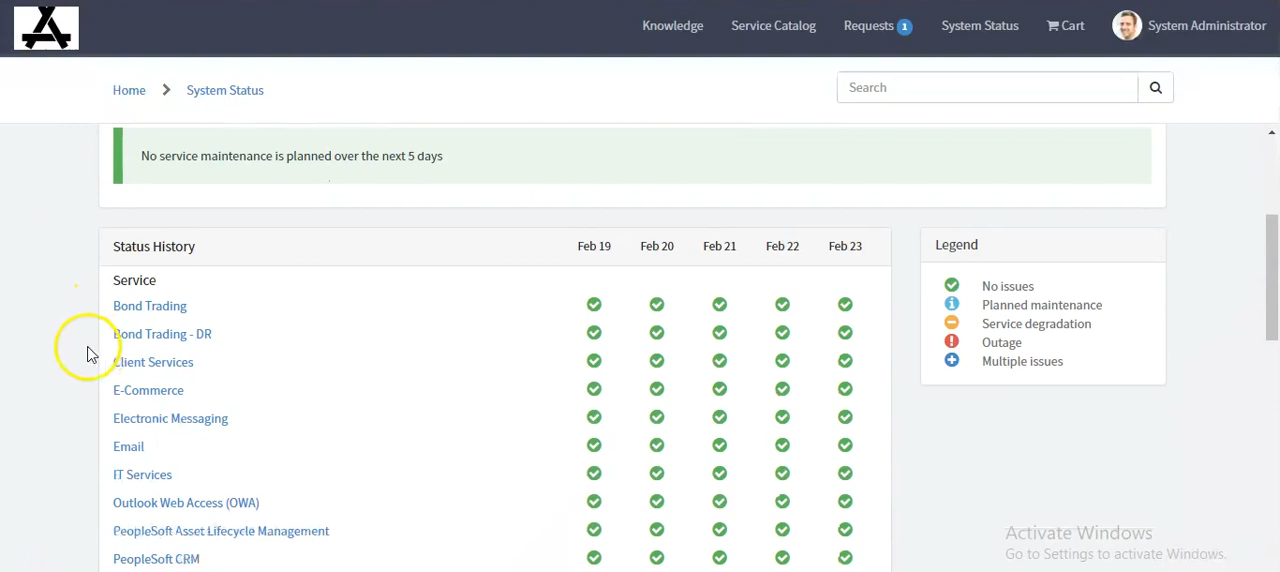 Knowledge Service Catalog Requests 1 System Status Cart System Administrator
Home System Status Search
No service maintenance is planned over the next 5 days
Status History Feb 19 Feb 20 Feb 21 Feb 22 Feb 23
Service
Bond Trading
Bond Trading - DR
Client Services
E-Commerce
Electronic Messaging
Email
IT Services
Outlook Web Access (OWA)
PeopleSoft Asset Lifecycle Management
PeopleSoft CRM
Legend
No issues
Planned maintenance
Service degradation
Outage
Multiple issues
Activate Windows
Go to Settings to activate Windows.